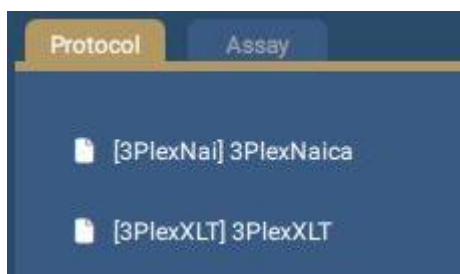 Protocol Assay
[3PlexNai] 3PlexNaica
[3PlexXLT] 3PlexXLT